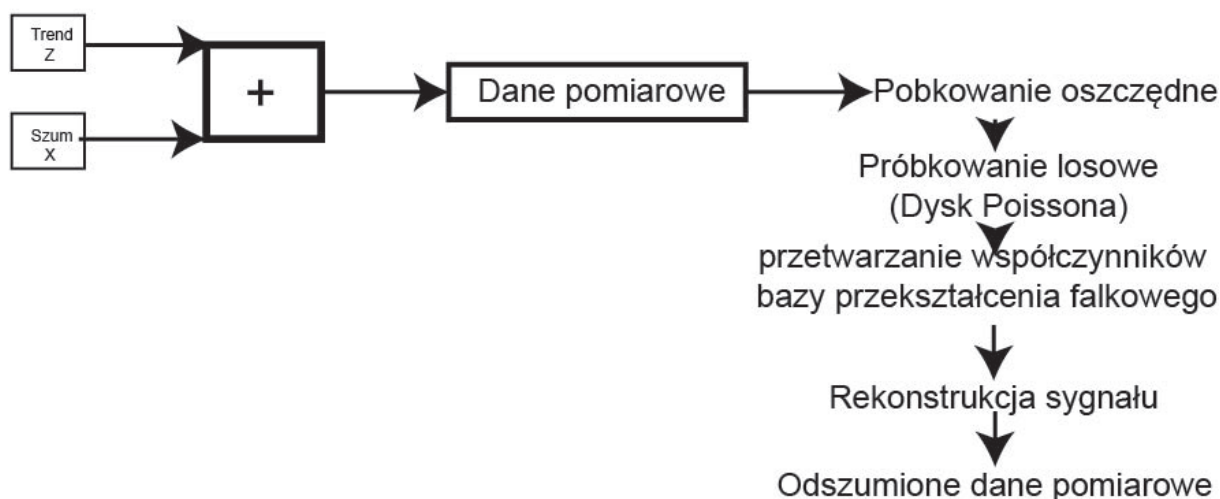 Trend
Z
Szum
X
+
Dane pomiarowe
Pobkowanie oszczędne
Próbkowanie losowe
(Dysk Poissona)
przetwarzanie współczynników
bazy przekształcenia falkowego
Rekonstrukcja sygnału
Odszumione dane pomiarowe